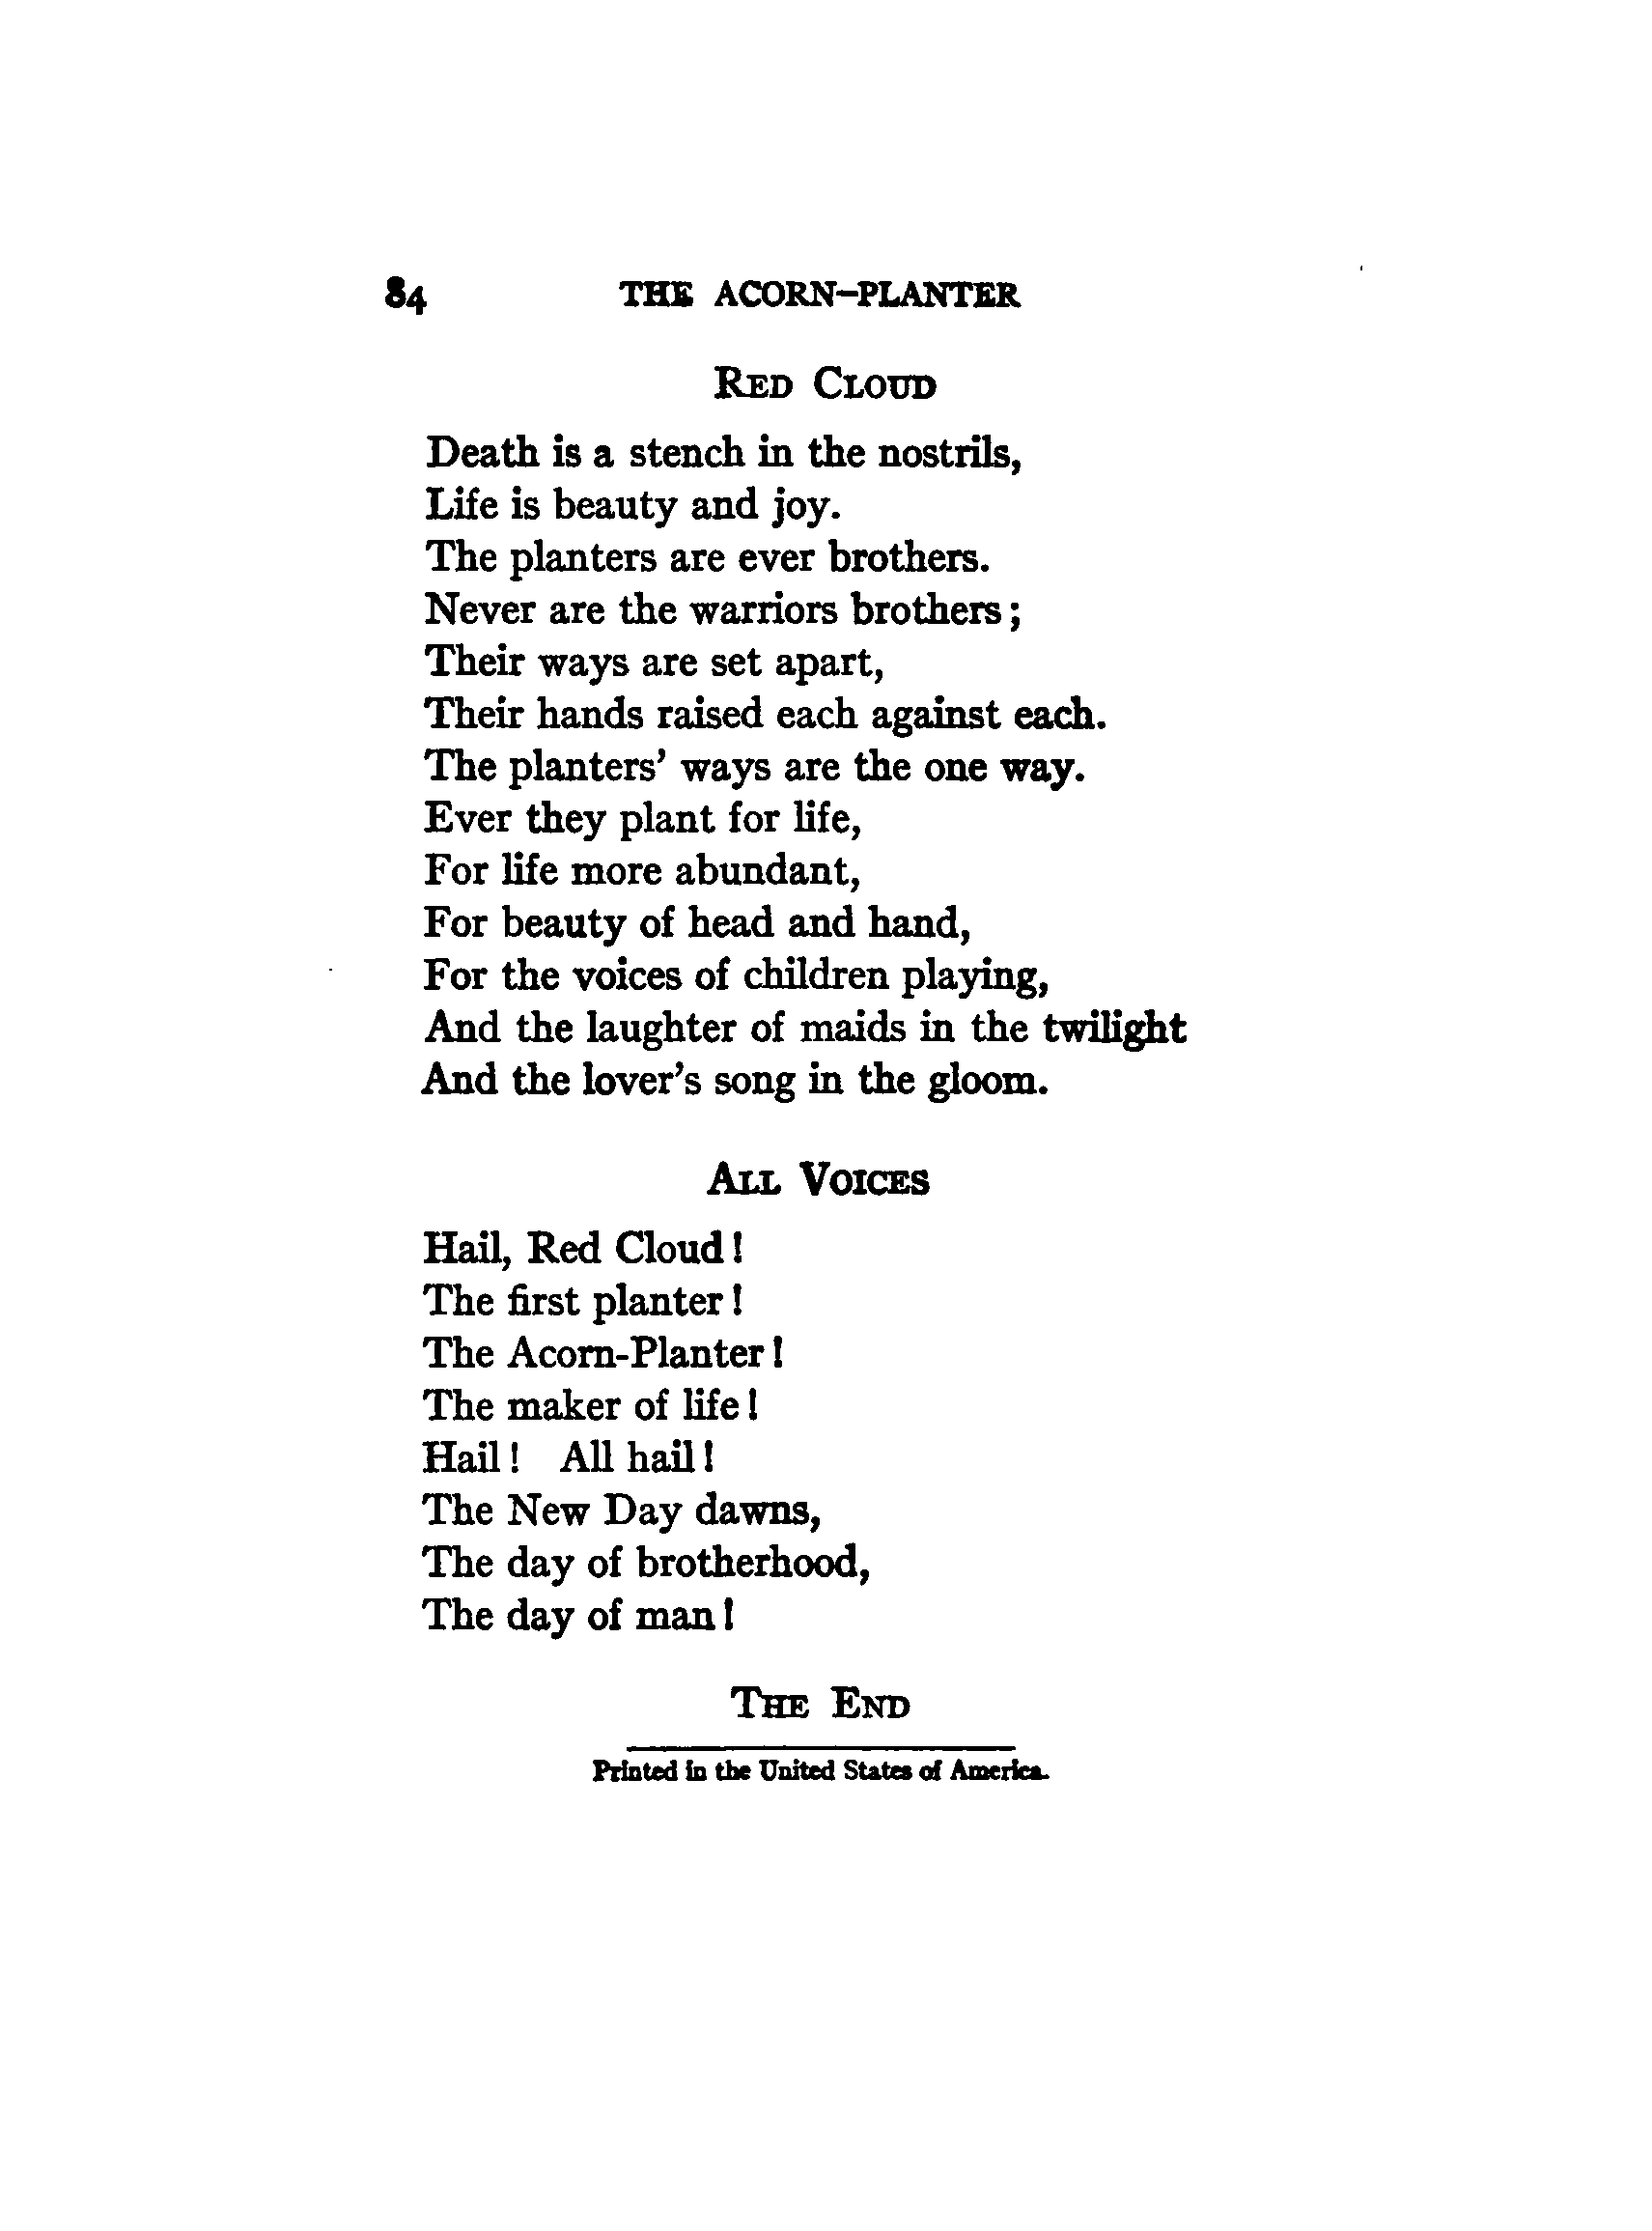 84 THE ACORN-PLANTER
RED CLOUD
Death is a stench in the nostrils,
Life is beauty and joy.
The planters are ever brothers.
Never are the warriors brothers;
Their ways are set apart,
Their hands raised each against each.
The planters' ways are the one way.
Ever they plant for life,
For life more abundant,
For beauty of head and hand,
For the voices of children playing,
And the laughter of maids in the twilight
And the lover's song in the gloom.
ALL VOICES
Hail, Red Cloud!
The first planter!
The Acorn-Planter!
The maker of life!
Hail! All hail!
The New Day dawns,
The day of brotherhood,
The day of man!
THE END
Printed in the United States of America.